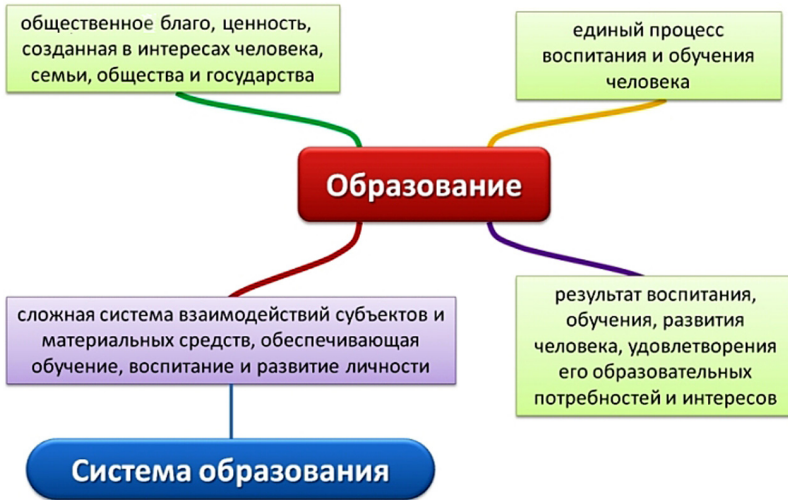 общественное благо, ценность,
созданная в интересах человека,
семьи, общества и государства
единый процесс
воспитания и обучения
человека
Образование
сложная система взаимодействий субъектов и
материальных средств, обеспечивающая
обучение, воспитание и развитие личности
результат воспитания,
обучения, развития
человека, удовлетворения
его образовательных
потребностей и интересов
Система образования